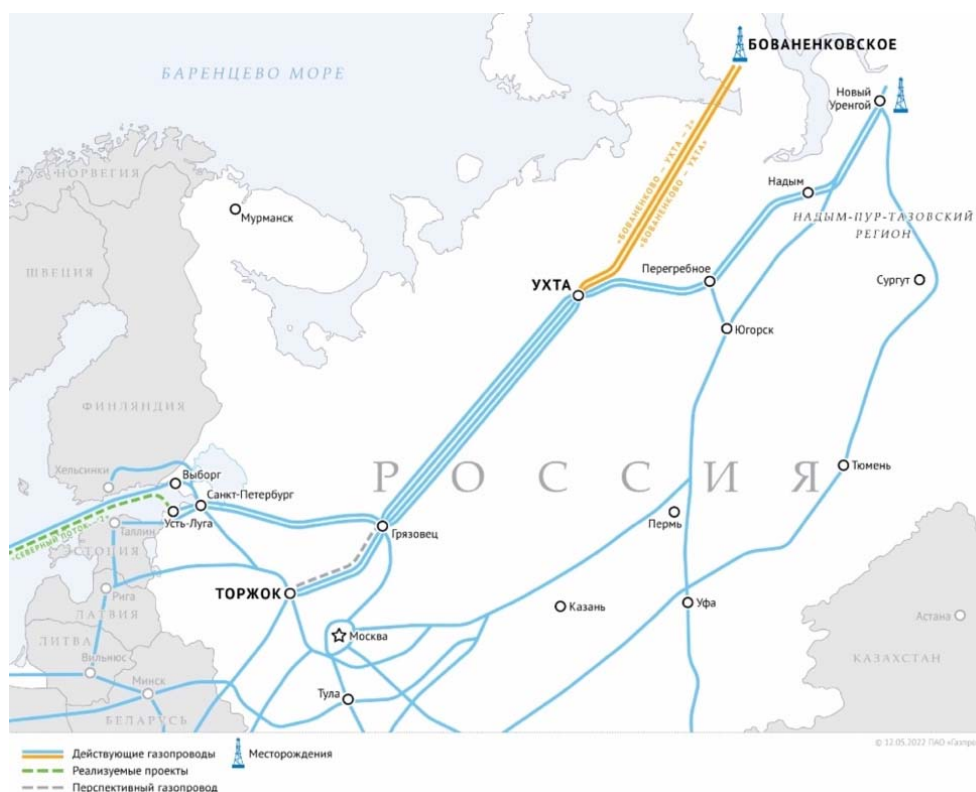 БОВАНЕНКОВСКОЕ
БАРЕНЦЕВО МОРЕ
Новый
Уренгой
«БОВАНЕНКОВО – УХТА – 2»
«БОВАНЕНКОВО – УХТА»
НОРВЕГИЯ
Надым
Мурманск
НАДЫМ-ПУР-ТАЗОВСКИЙ
РЕГИОН
ШВЕЦИЯ
Перегребное
УХТА
Сургут
Югорск
ФИНЛЯНДИЯ
Хельсинки
Выборг
РОССИЯ
Тюмень
Санкт-Петербург
Усть-Луга
Пермь
«СЕВЕРНЫЙ ПОТОК – 2»
Таллин
Грязовец
ЭСТОНИЯ
Рига
ТОРЖОК
Казань
Уфа
ЛАТВИЯ
Астана
ЛИТВА
Москва
Вильнюс
КАЗАХСТАН
Минск
Тула
БЕЛАРУСЬ
© 12.05.2022 ПАО «Газпро
Действующие газопроводы
Месторождения
Реализуемые проекты
Перспективный газопровод